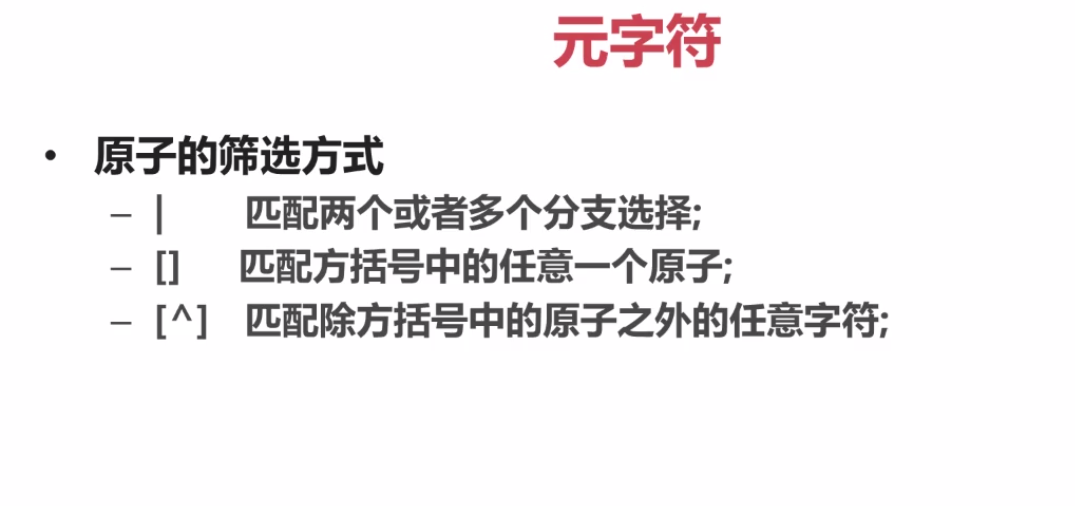 元字符
• 原子的筛选方式
– | 匹配两个或者多个分支选择;
– [] 匹配方括号中的任意一个原子;
– [^] 匹配除方括号中的原子之外的任意字符;